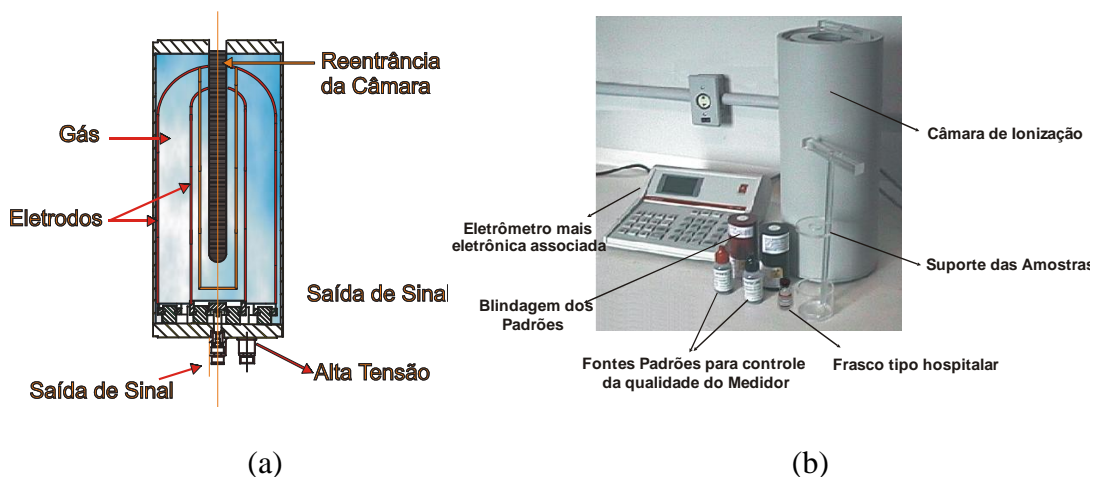 Reentrância
da Câmara
Gás
Eletrodos
Saída de Sinal
Alta Tensão
Saída de Sinal
(a)
Câmara de Ionização
Eletrômetro mais
eletrônica associada
Suporte das Amostras
Blindagem dos
Padrões
Fontes Padrões para controle
da qualidade do Medidor
Frasco tipo hospitalar
(b)